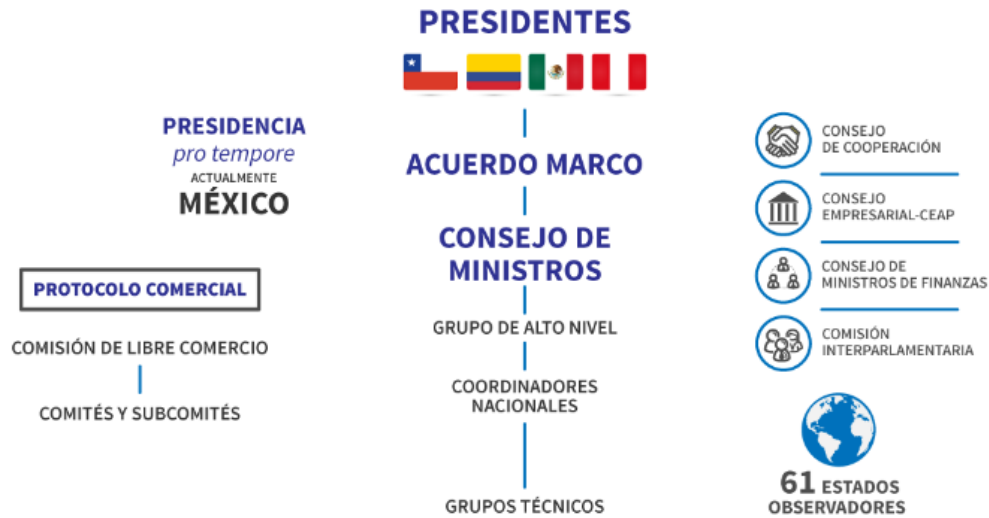 PRESIDENTES
PRESIDENCIA
pro tempore
ACTUALMENTE
MÉXICO
PROTOCOLO COMERCIAL
COMISIÓN DE LIBRE COMERCIO
COMITÉS Y SUBCOMITÉS
ACUERDO MARCO
CONSEJO DE
MINISTROS
GRUPO DE ALTO NIVEL
COORDINADORES
NACIONALES
GRUPOS TÉCNICOS
CONSEJO
DE COOPERACIÓN
CONSEJO
EMPRESARIAL-CEAP
CONSEJO DE
MINISTROS DE FINANZAS
COMISIÓN
INTERPARLAMENTARIA
61 ESTADOS
OBSERVADORES